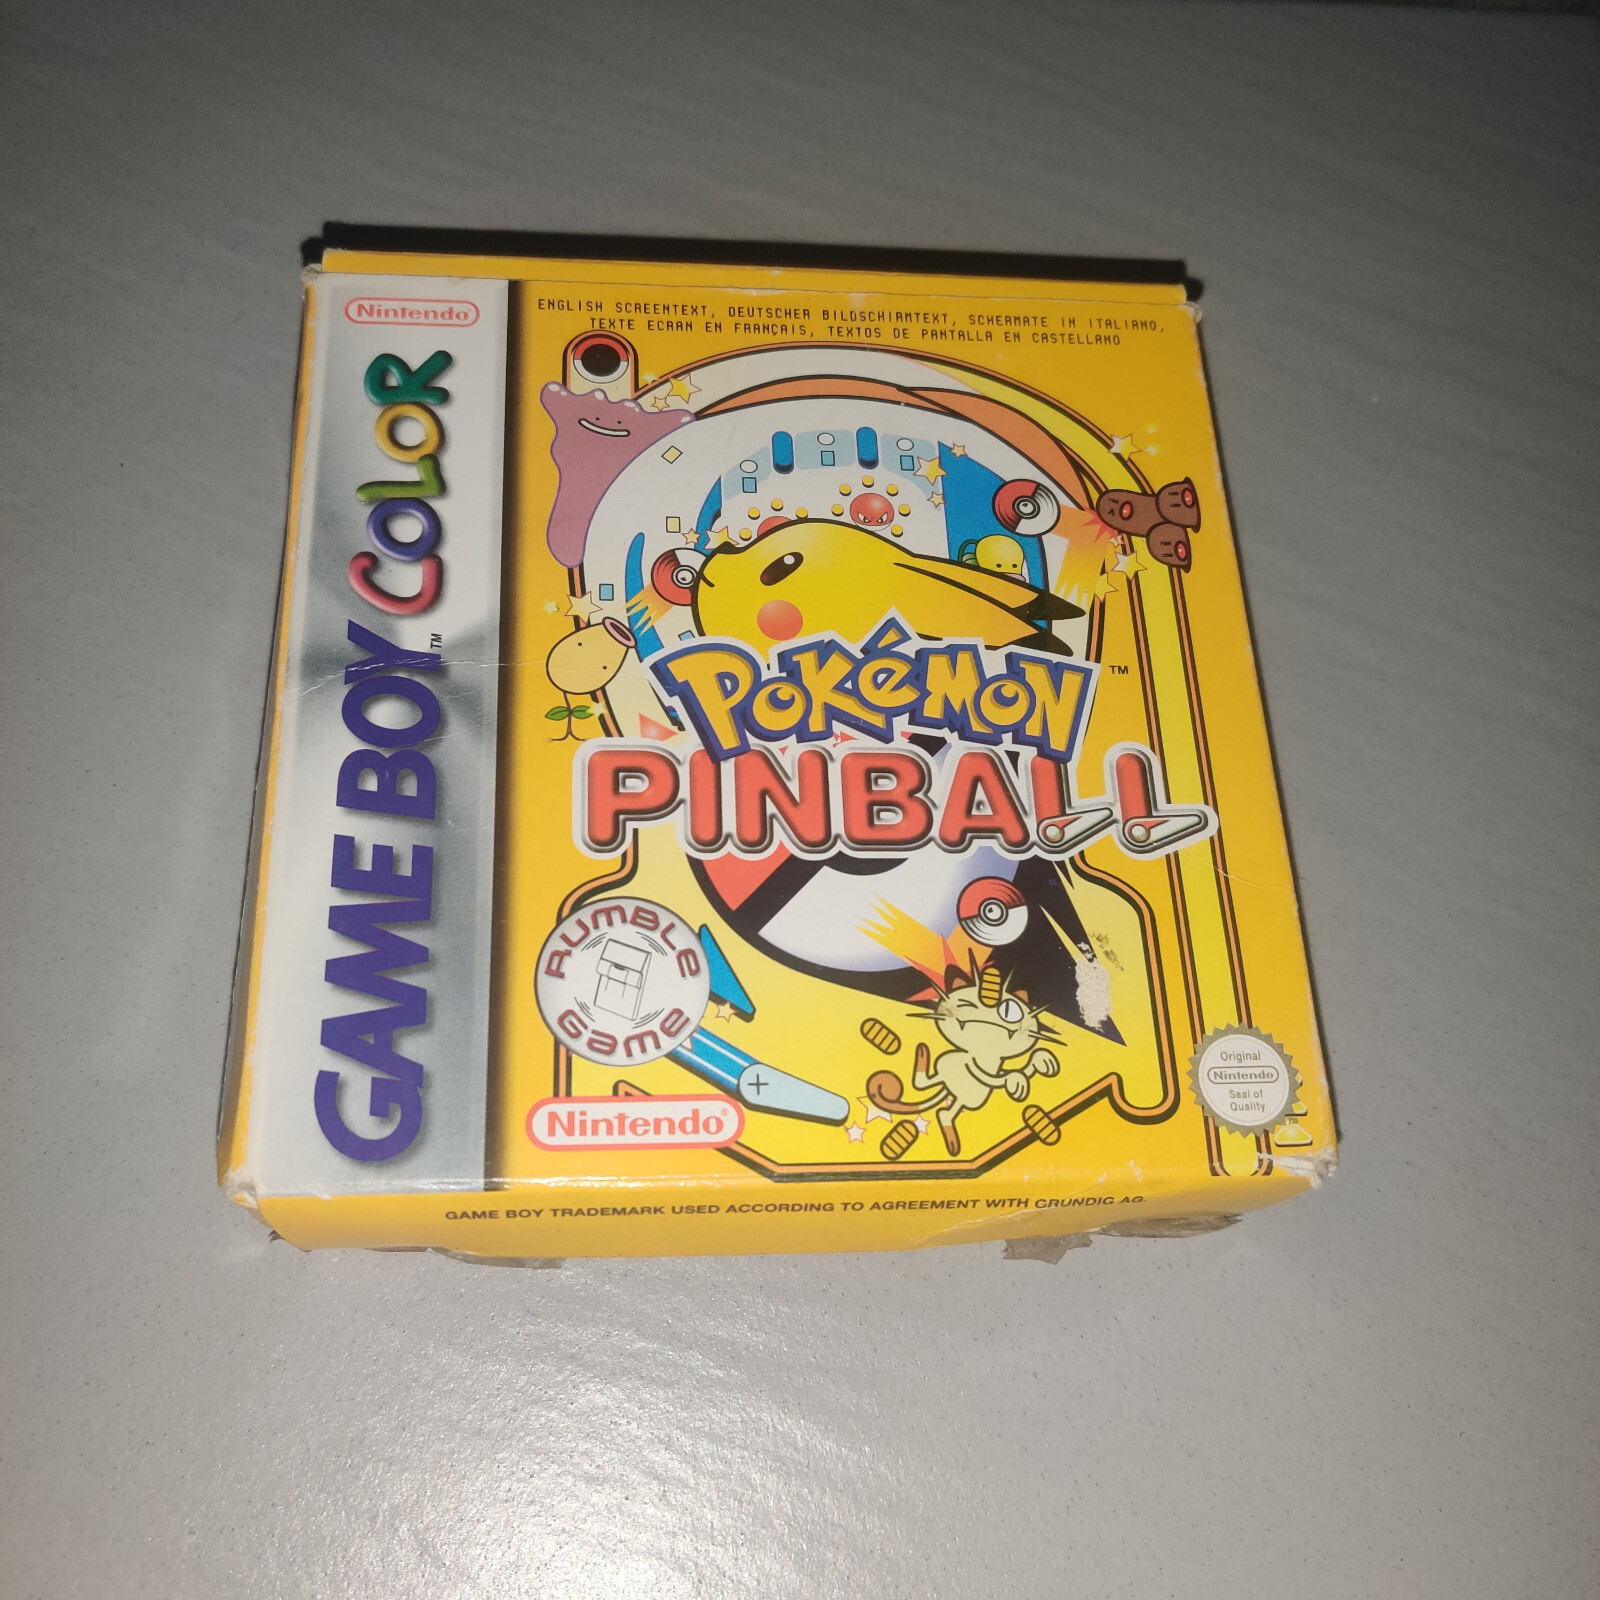 Nintendo®
GAME BOY COLOR
TM
ENGLISH SCREENTEXT, DEUTSCHER BILDSCHIRMTEXT, SCHERMATE IN ITALIANO,
TEXTE ECRAN EN FRANÇAIS, TEXTOS DE PANTALLA EN CASTELLANO
POKéMON
TM
PINBALL
RUMBLE
GAME
Nintendo®
Original
Nintendo
Seal of
Quality
GAME BOY TRADEMARK USED ACCORDING TO AGREEMENT WITH GRUNDIG AG.